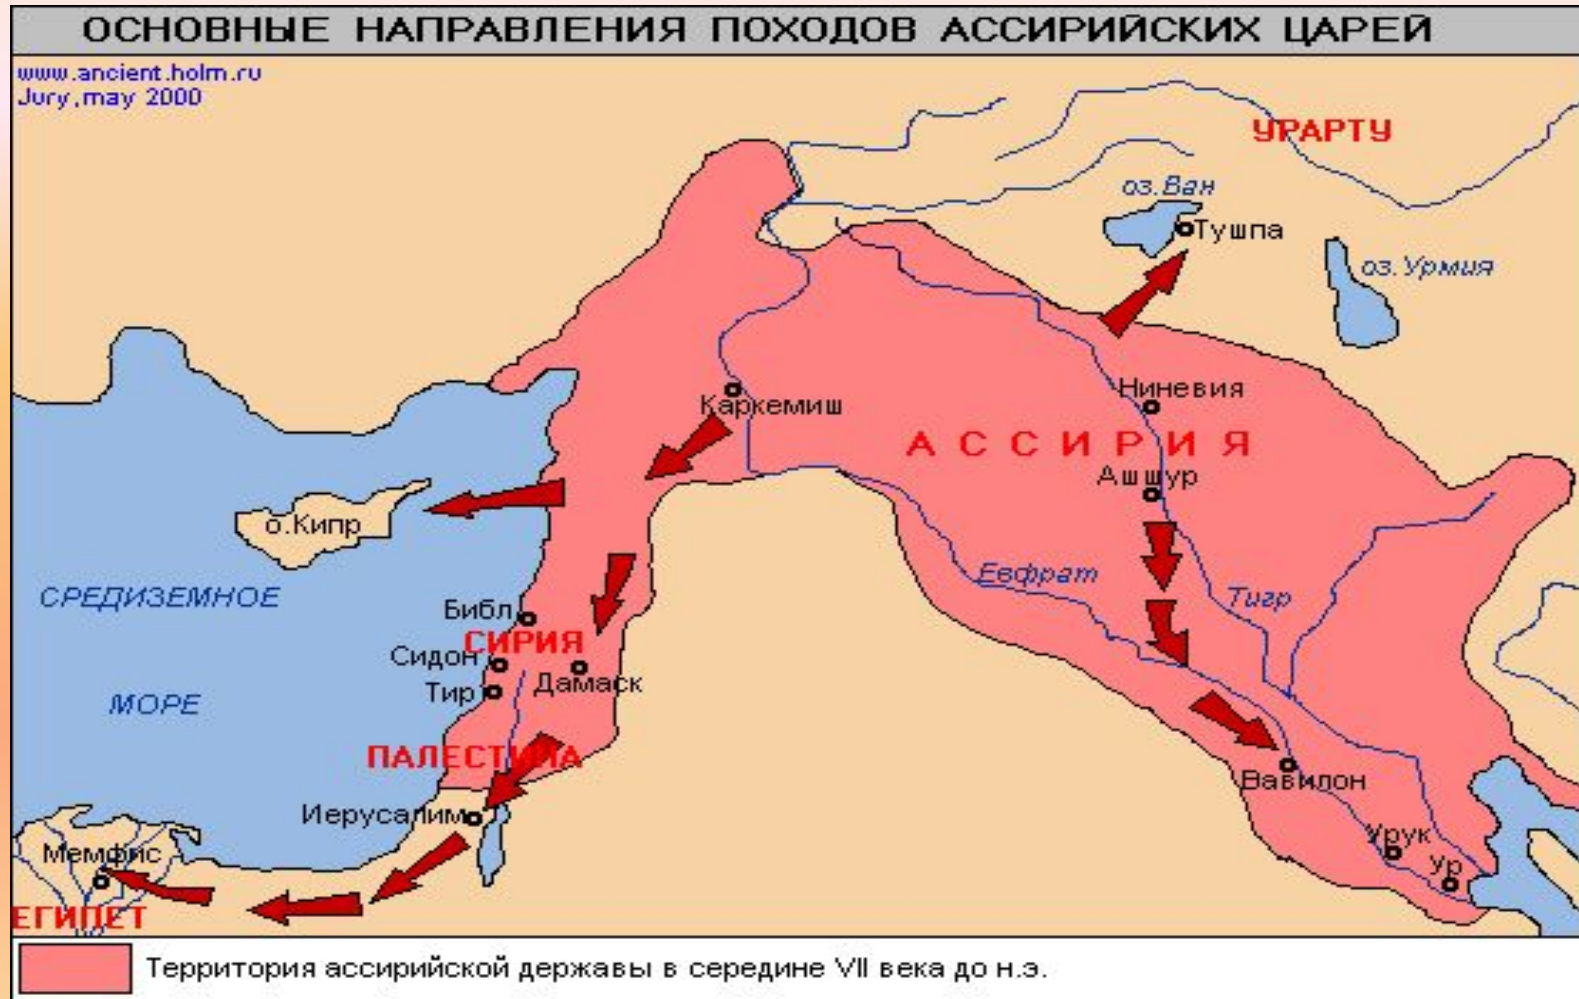 ОСНОВНЫЕ НАПРАВЛЕНИЯ ПОХОДОВ АССИРИЙСКИХ ЦАРЕЙ
www.ancient.holm.ru
Jury,may 2000
УРАРТУ
оз.Ван
Тушпа
оз.Урмия
Ниневия
Каркемиш
АССИРИЯ
Ашшур
о.Кипр
Евфрат
Тигр
СРЕДИЗЕМНОЕ
МОРЕ
Библ
СИРИЯ
Сидон
Дамаск
Тир
ПАЛЕСТИНА
Вавилон
Иерусалим
Урук
Ур
Мемфис
ЕГИПЕТ
Территория ассирийской державы в середине VII века до н.э.